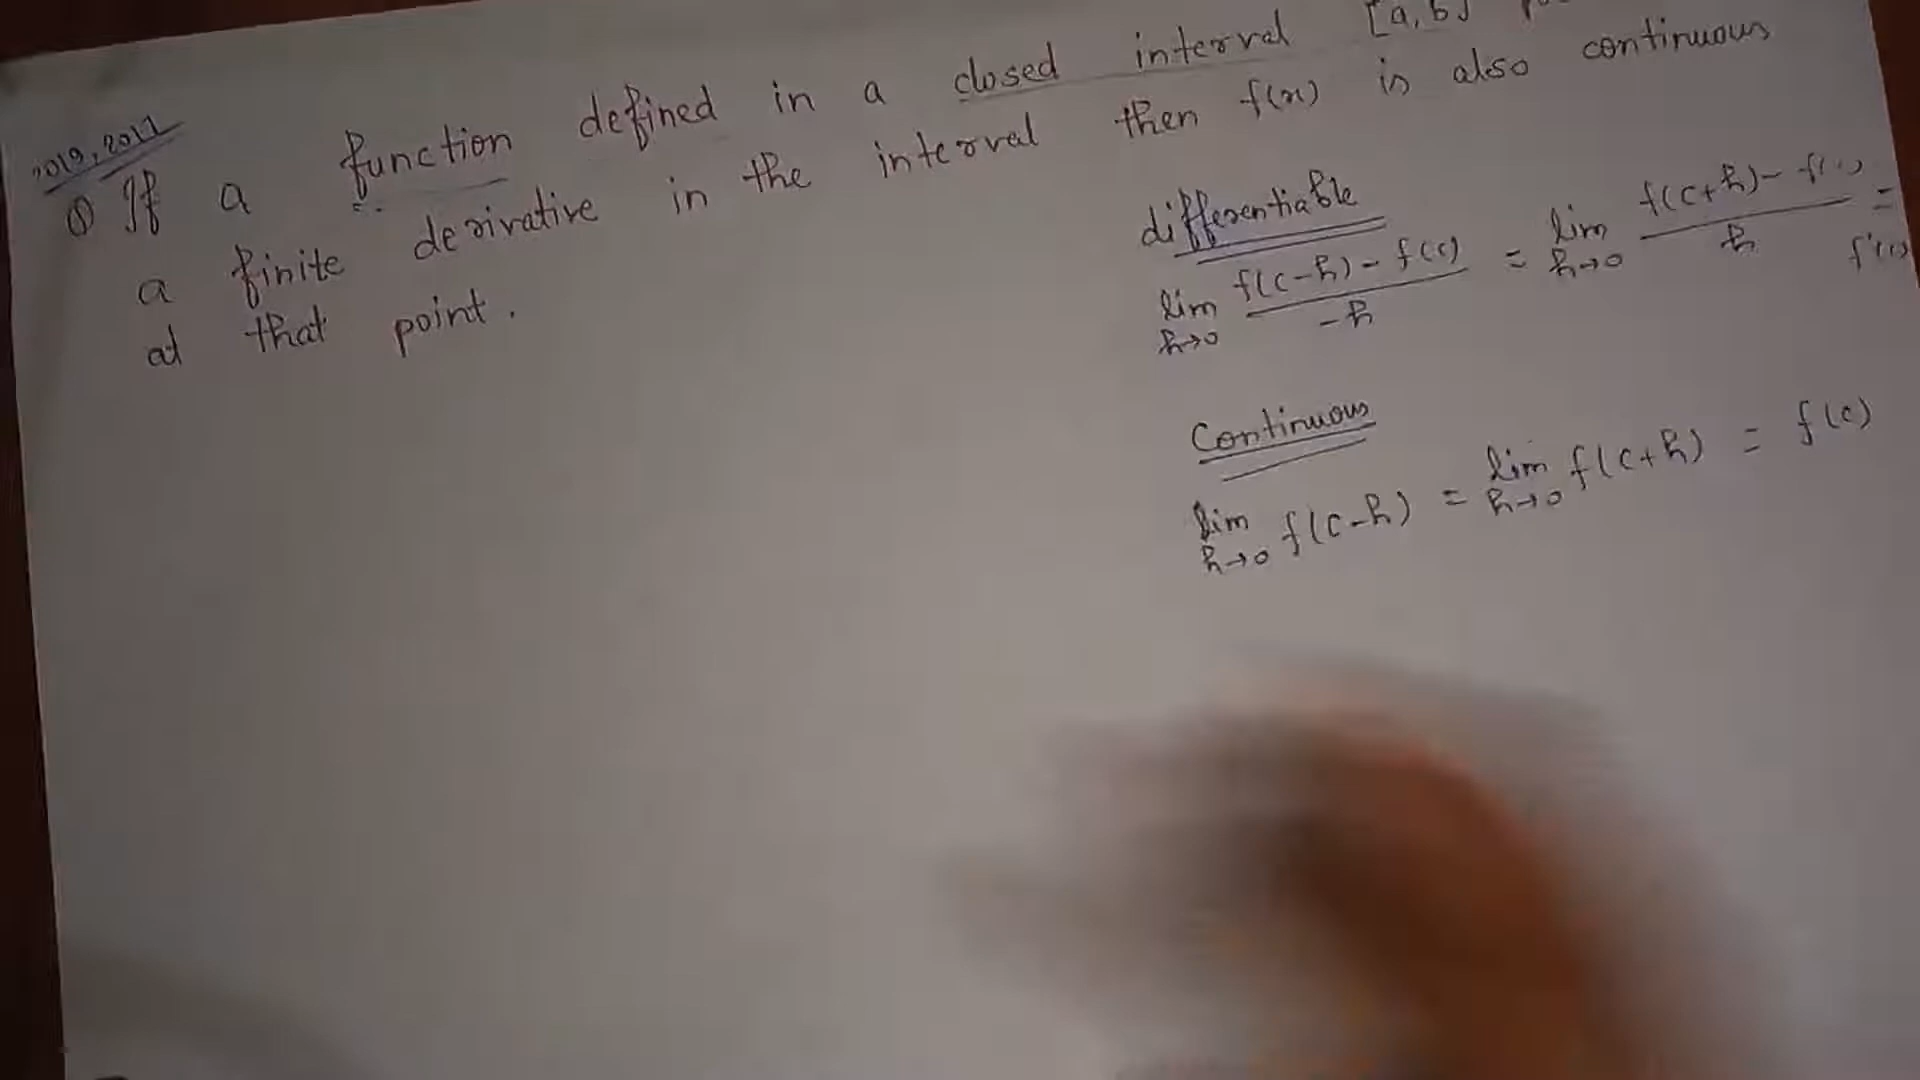 2019, 2017
① If a function defined in a closed interval [a, b]
a finite derivative in the interval then f(x) is also continuous
at that point.
differentiable
lim h→0 f(c-h) - f(c) / -h = lim h→0 f(c+h) - f(c) / h = f'(c)
Continuous
lim h→0 f(c-h) = lim h→0 f(c+h) = f(c)